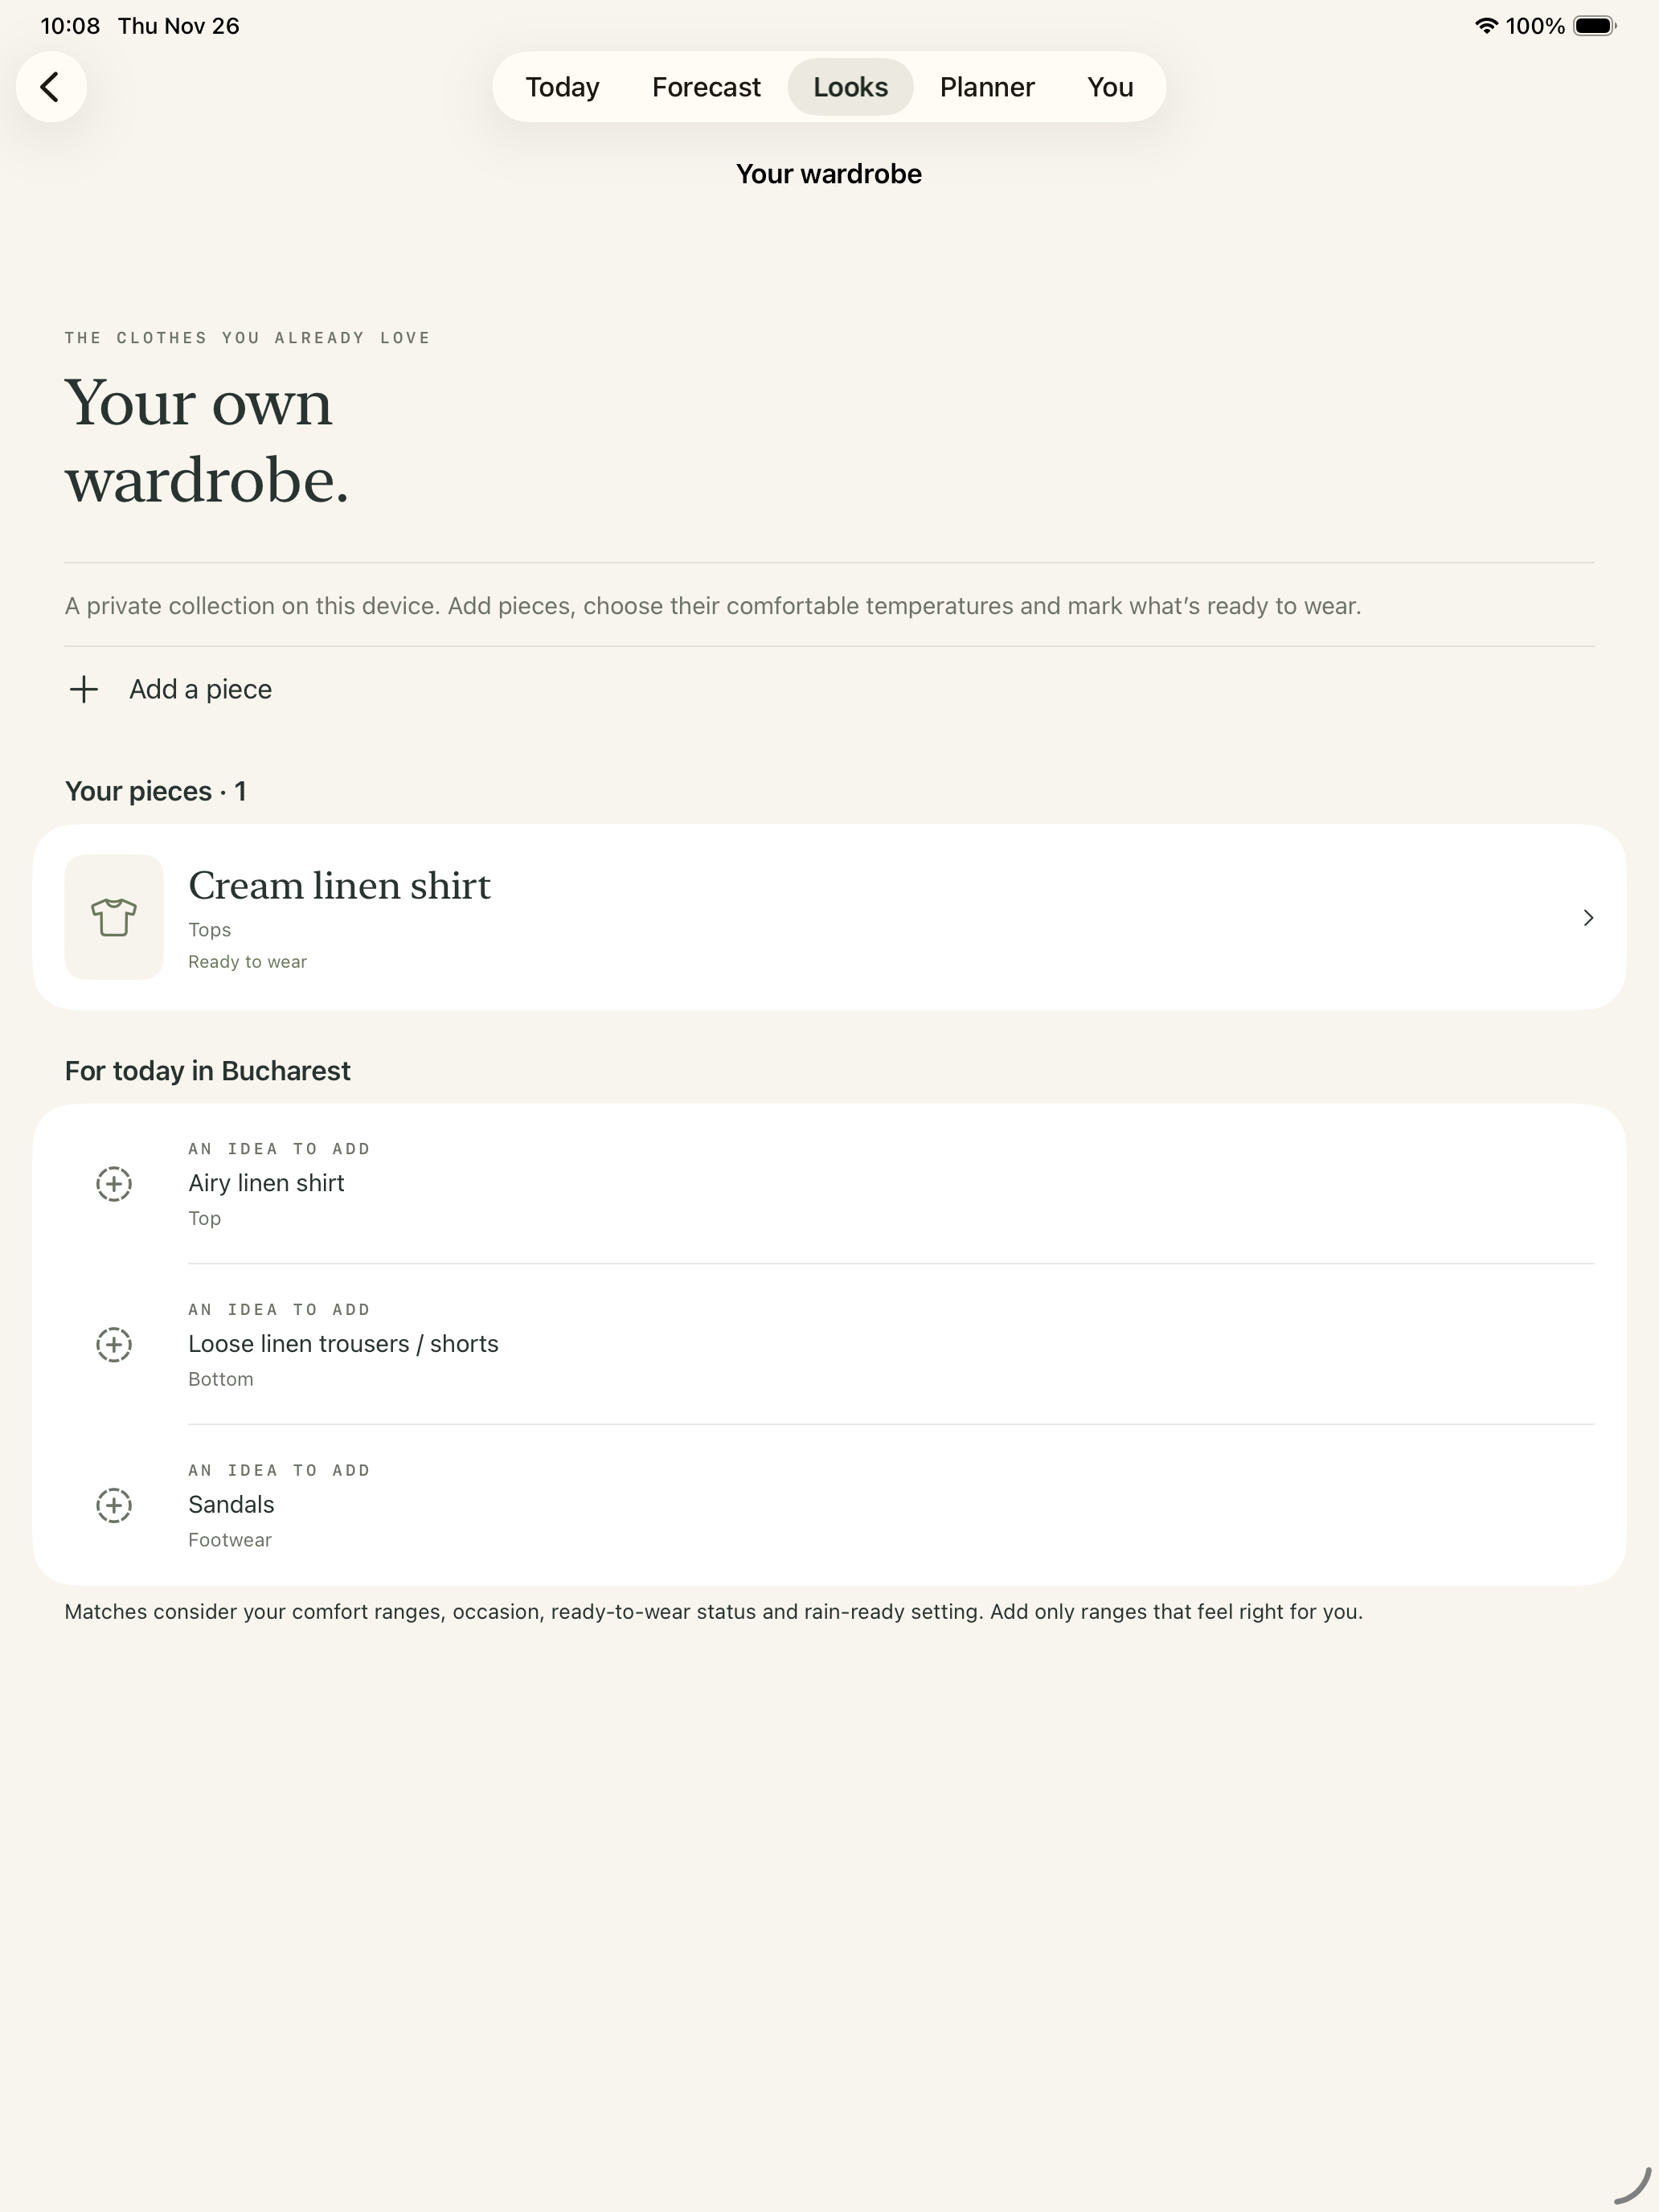 10:08 Thu Nov 26
100%
Today Forecast Looks Planner You
Your wardrobe
THE CLOTHES YOU ALREADY LOVE
Your own
wardrobe.
A private collection on this device. Add pieces, choose their comfortable temperatures and mark what’s ready to wear.
Add a piece
Your pieces · 1
Cream linen shirt
Tops
Ready to wear
For today in Bucharest
AN IDEA TO ADD
Airy linen shirt
Top
AN IDEA TO ADD
Loose linen trousers / shorts
Bottom
AN IDEA TO ADD
Sandals
Footwear
Matches consider your comfort ranges, occasion, ready-to-wear status and rain-ready setting. Add only ranges that feel right for you.